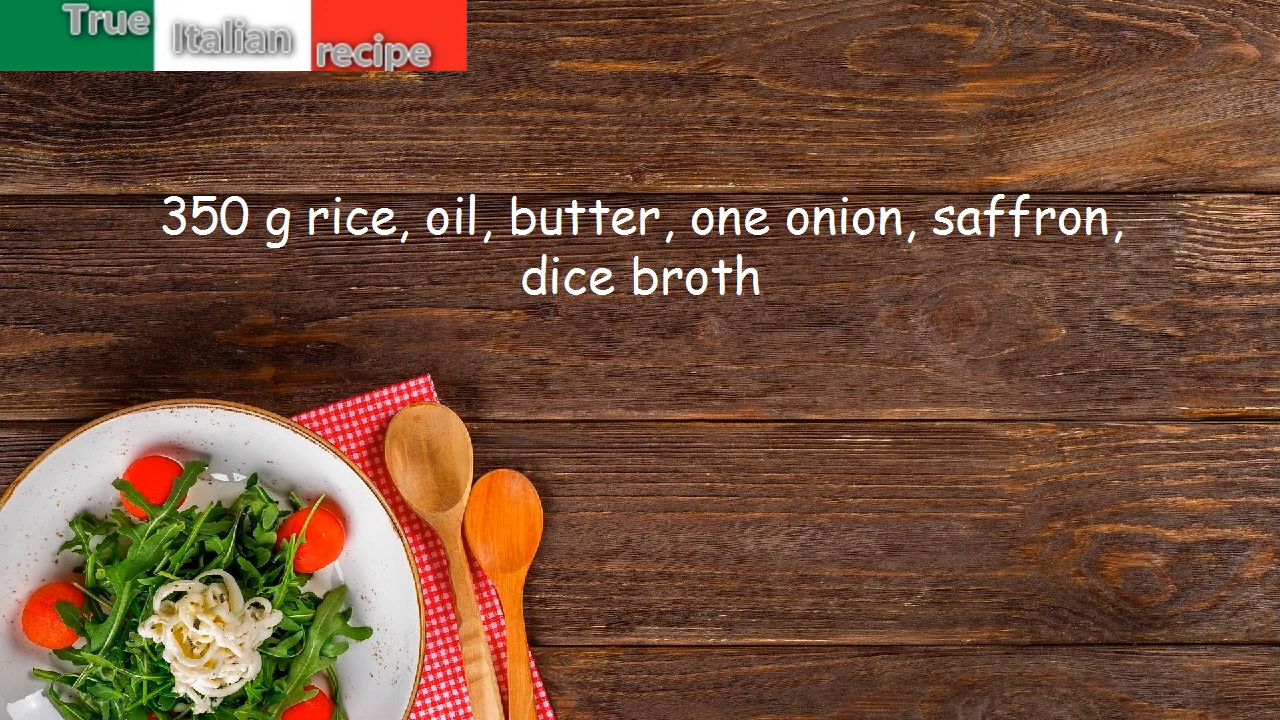 True
Italian
recipe
350 g rice, oil, butter, one onion, saffron,
dice broth